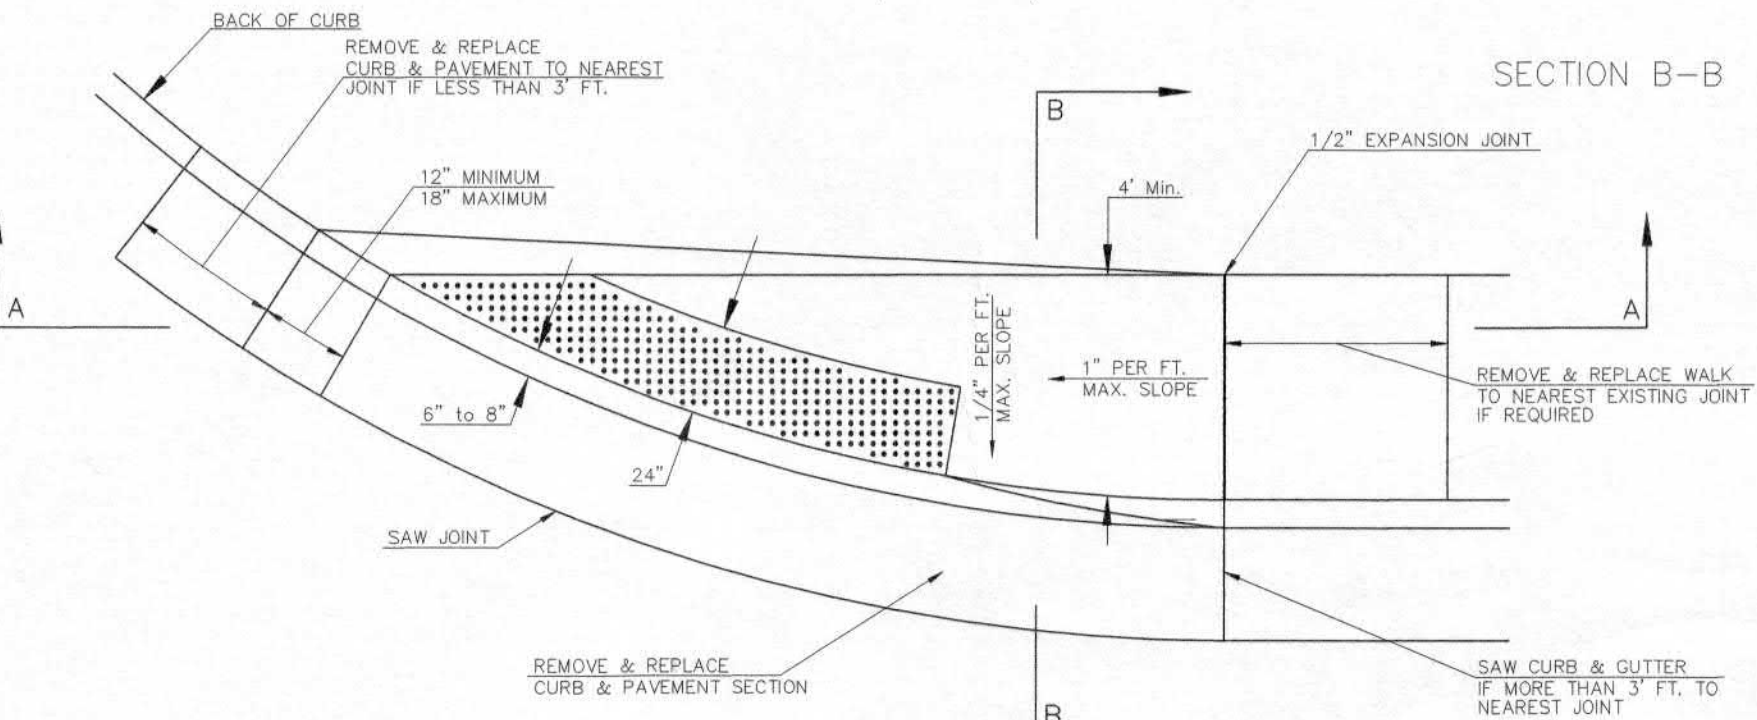 BACK OF CURB
REMOVE & REPLACE
CURB & PAVEMENT TO NEAREST
JOINT IF LESS THAN 3' FT.
SECTION B-B
B
1/2" EXPANSION JOINT
12" MINIMUM
18" MAXIMUM
4' Min.
A
A
1/4" PER FT.
MAX. SLOPE
1" PER FT.
MAX. SLOPE
REMOVE & REPLACE WALK
TO NEAREST EXISTING JOINT
IF REQUIRED
6" to 8"
24"
SAW JOINT
REMOVE & REPLACE
CURB & PAVEMENT SECTION
SAW CURB & GUTTER
IF MORE THAN 3' FT. TO
NEAREST JOINT
B